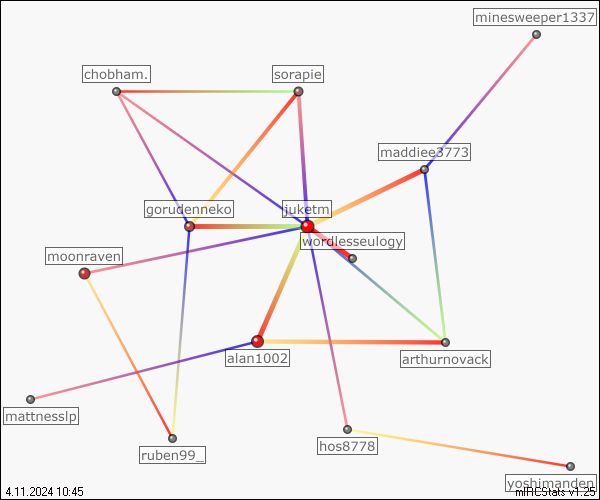 minesweeper1337
chobham.
sorapie
maddiee3773
gorudenneko
juketm
wordlesseulogy
moonraven
alan1002
arthurnovack
mattnesslp
hos8778
ruben99_
yoshimanden
4.11.2024 10:45
mIRCStats v1.25